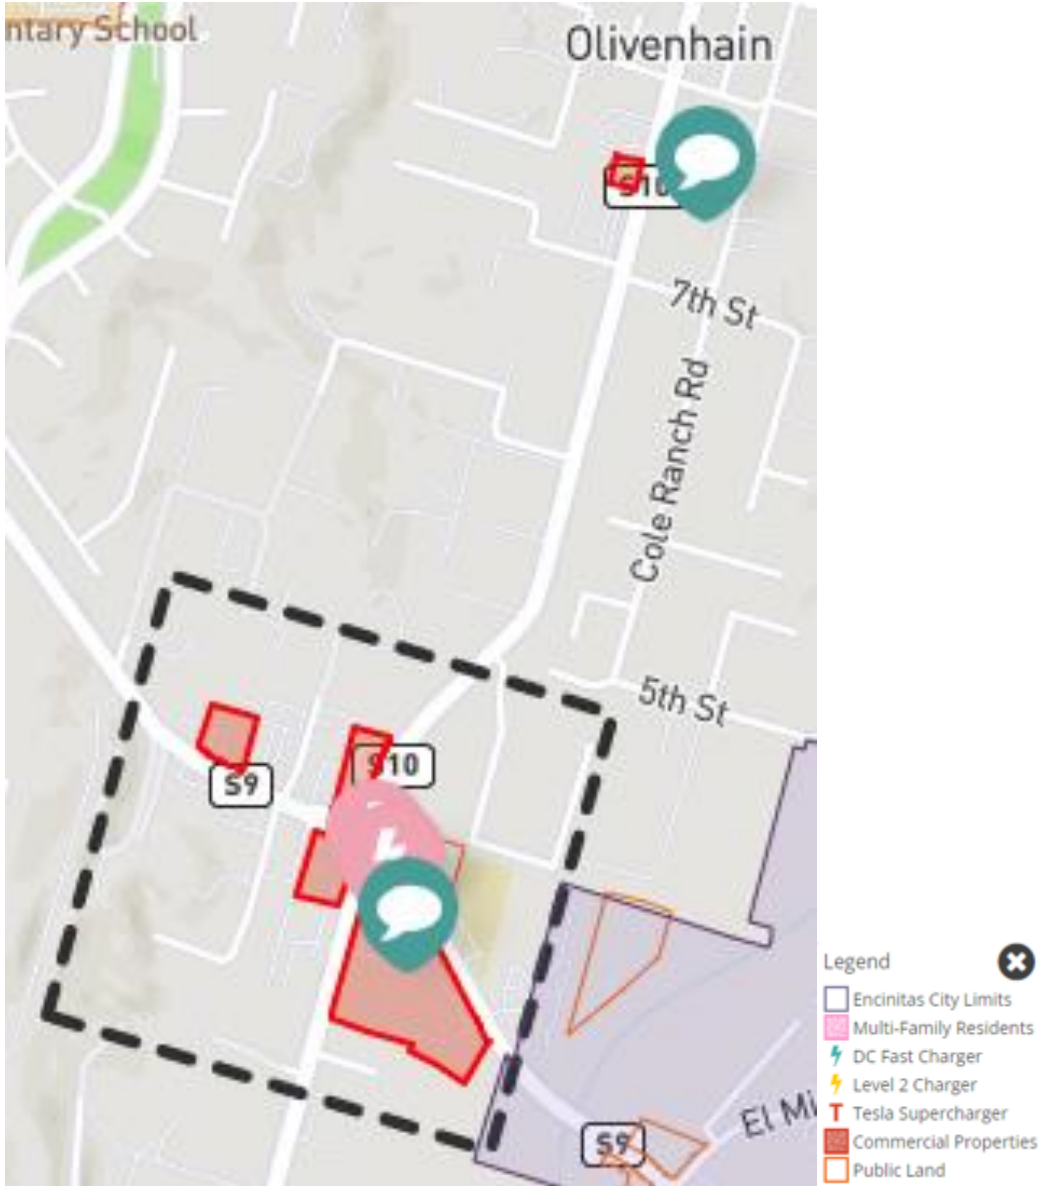 ntary School
Olivenhain
S10
7th St
Cole Ranch Rd
5th St
S10
S9
El Mi
S9
Legend
Encinitas City Limits
Multi-Family Residents
DC Fast Charger
Level 2 Charger
T Tesla Supercharger
Commercial Properties
Public Land